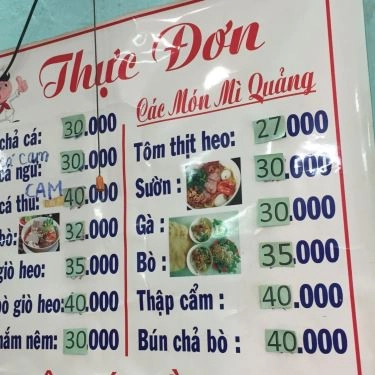 Thực Đơn
Các Món Mì Quảng
chả cá: 30.000
cam
cá ngừ: 30.000
CAM
cá thu: 40.000
bò: 32.000
giò heo: 35.000
bò giò heo: 40.000
mắm nêm: 30.000
Tôm thịt heo: 27.000
Sườn : 30.000
Gà : 30.000
Bò : 35.000
Thập cẩm : 40.000
Bún chả bò : 40.000